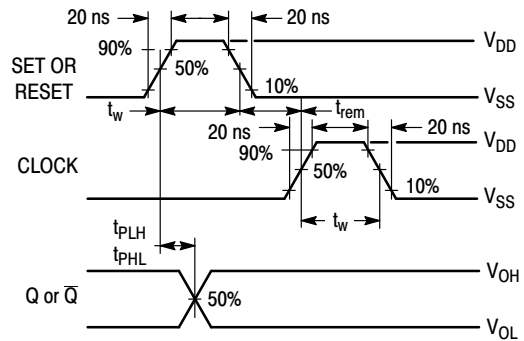 20 ns 20 ns
90% V_DD
SET OR
RESET
50%
10%
V_SS
t_w t_rem
20 ns 20 ns
V_DD
90%
CLOCK
50%
10%
V_SS
t_w
t_PLH
t_PHL
V_OH
Q or Q̅
50%
V_OL